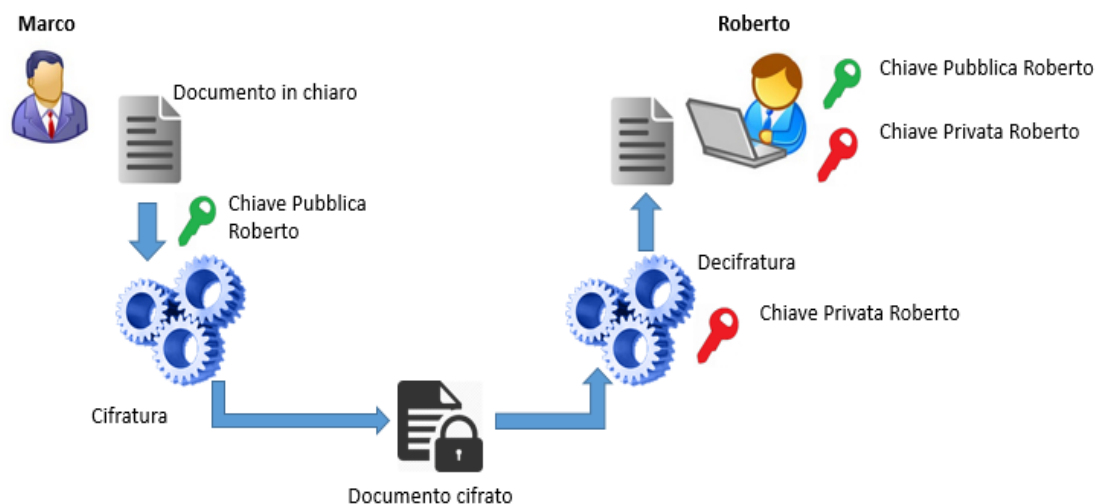 Marco
Roberto
Documento in chiaro
Chiave Pubblica Roberto
Chiave Privata Roberto
Chiave Pubblica
Roberto
Decifratura
Chiave Privata Roberto
Cifratura
Documento cifrato